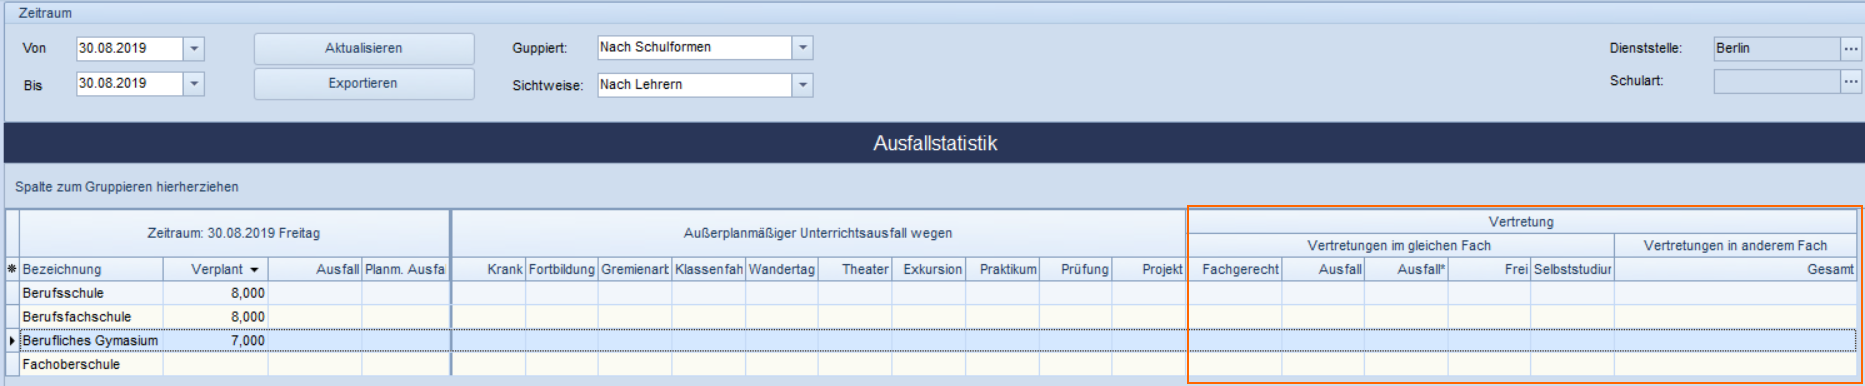 Zeitraum
Von 30.08.2019 Aktualisieren Guppiert: Nach Schulformen Dienststelle: Berlin ...
Bis 30.08.2019 Exportieren Sichtweise: Nach Lehrern Schulart: ...
Ausfallstatistik
Spalte zum Gruppieren hierherziehen
Vertretung
Zeitraum: 30.08.2019 Freitag Außerplanmäßiger Unterrichtsausfall wegen
Vertretungen im gleichen Fach Vertretungen in anderem Fach
Bezeichnung Verplant Ausfall Planm. Ausfa Krank Fortbildung Gremienart Klassenfah Wandertag Theater Exkursion Praktikum Prüfung Projekt Fachgerecht Ausfall Ausfall* Frei Selbststudiur Gesamt
Berufsschule 8,000
Berufsfachschule 8,000
Berufliches Gymasium 7,000
Fachoberschule